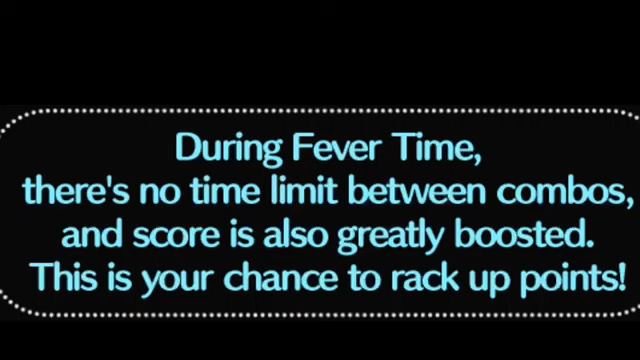 During Fever Time,
there's no time limit between combos,
and score is also greatly boosted.
This is your chance to rack up points!